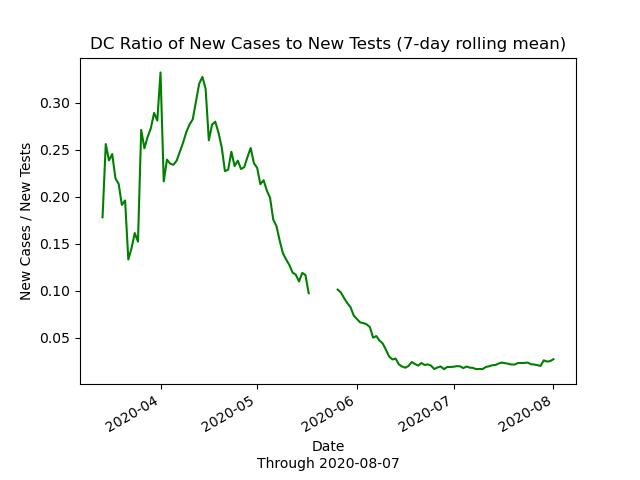 DC Ratio of New Cases to New Tests (7-day rolling mean)
New Cases / New Tests
0.30
0.25
0.20
0.15
0.10
0.05
2020-04
2020-05
2020-06
2020-07
2020-08
Date
Through 2020-08-07